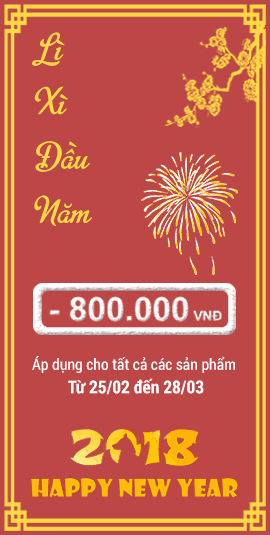 Lì
Xì
Đầu
Năm
- 800.000 VNĐ
Áp dụng cho tất cả các sản phẩm
Từ 25/02 đến 28/03
2018
HAPPY NEW YEAR